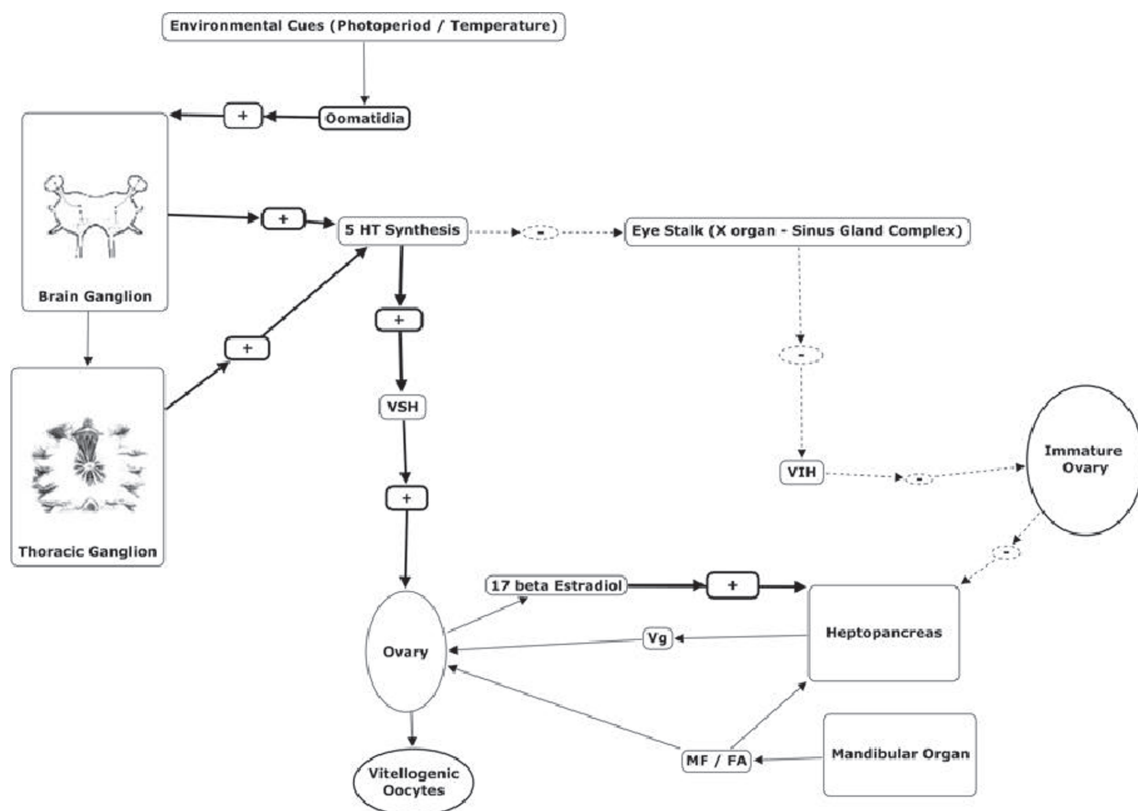 Environmental Cues (Photoperiod / Temperature)
+
Oomatidia
+
5 HT Synthesis
-
Eye Stalk (X organ - Sinus Gland Complex)
Brain Ganglion
+
+
-
VSH
Immature
Ovary
VIH
-
+
Thoracic Ganglion
-
17 beta Estradiol
+
Heptopancreas
Vg
Ovary
MF / FA
Mandibular Organ
Vitellogenic
Oocytes